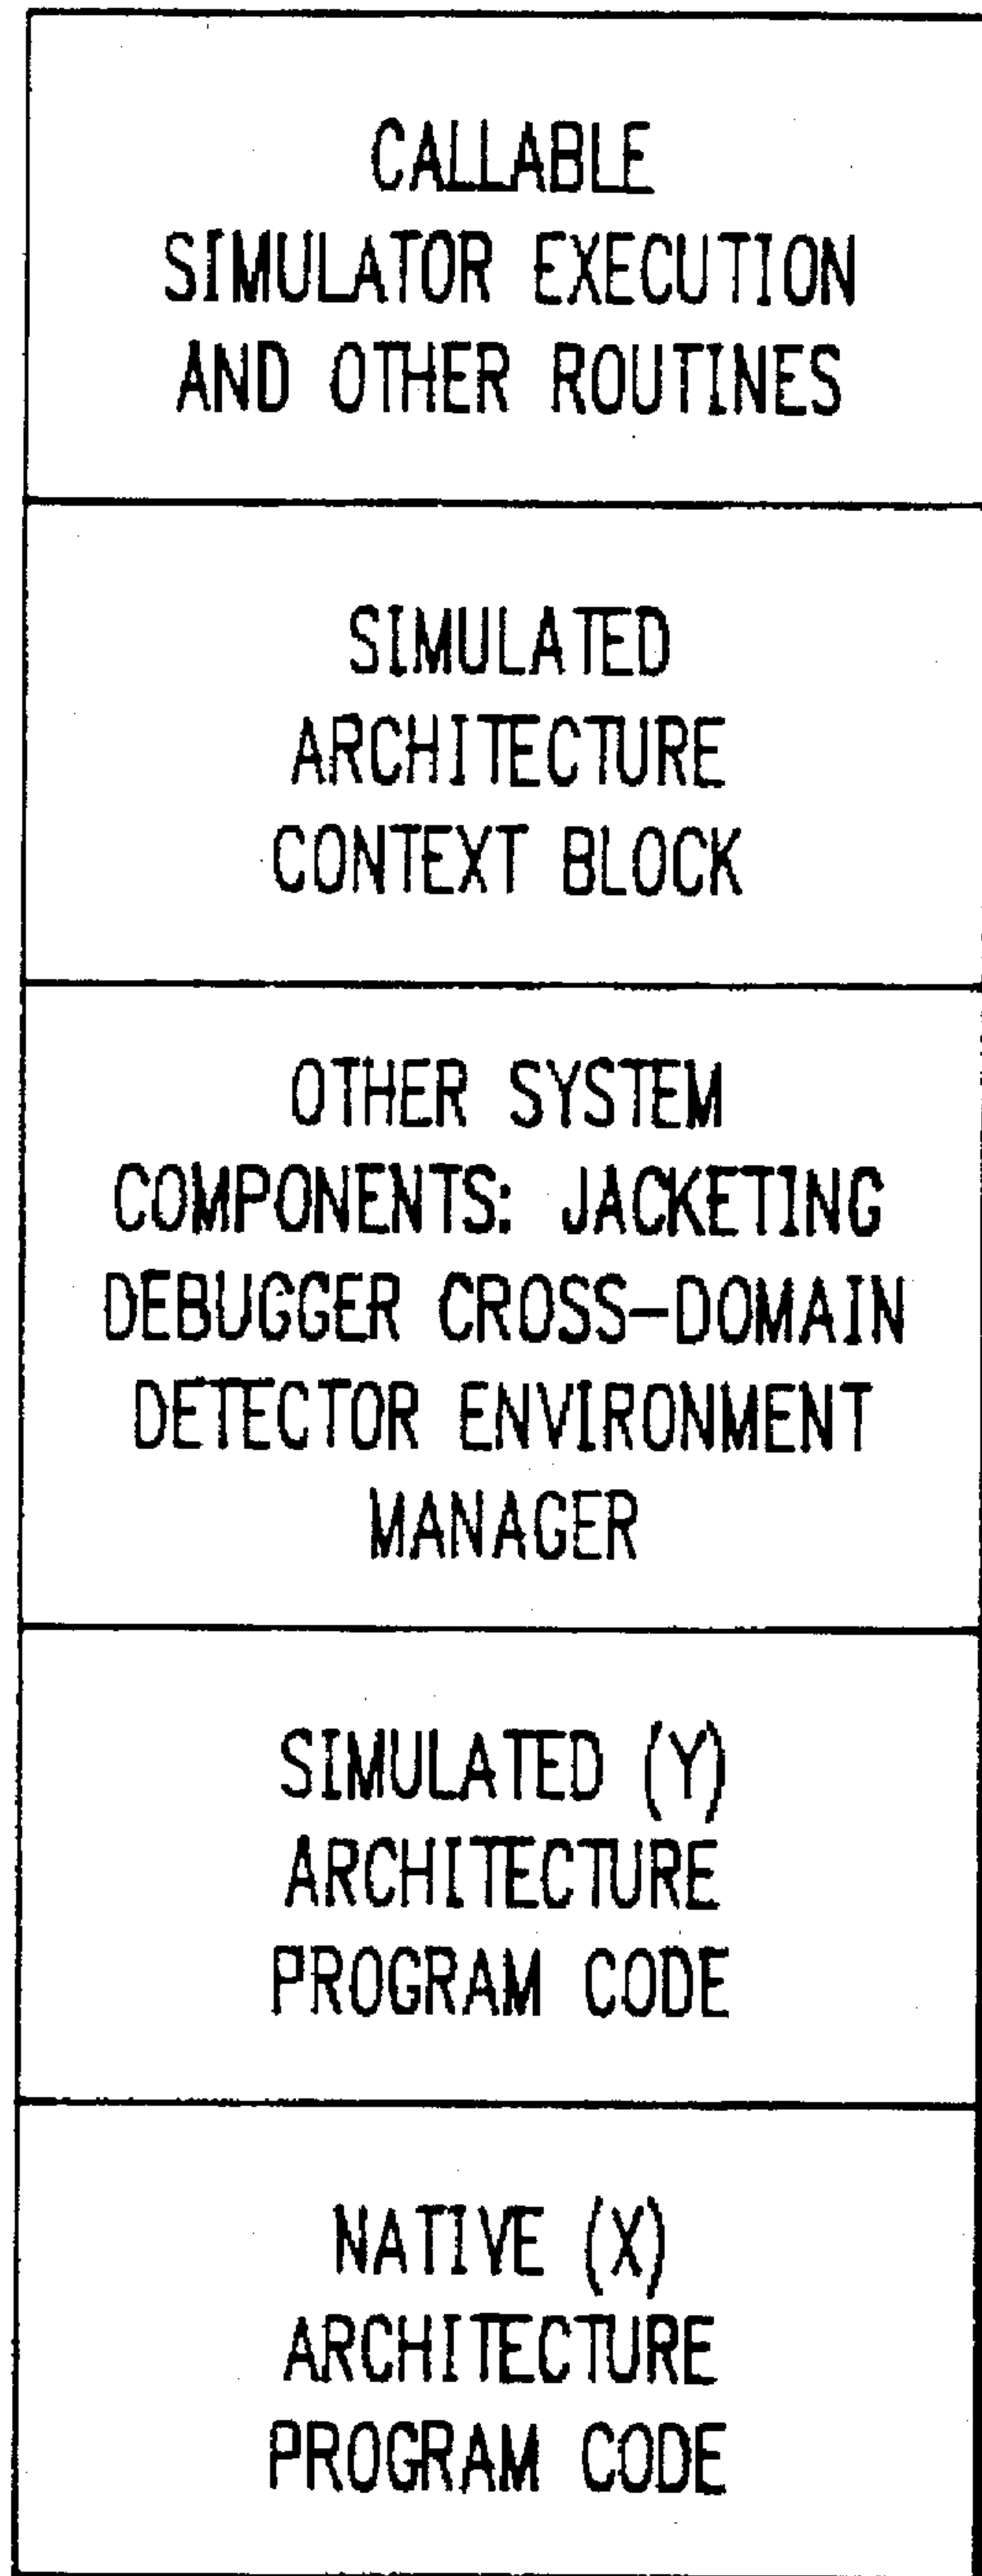 CALLABLE
SIMULATOR EXECUTION
AND OTHER ROUTINES
SIMULATED
ARCHITECTURE
CONTEXT BLOCK
OTHER SYSTEM
COMPONENTS: JACKETING
DEBUGGER CROSS-DOMAIN
DETECTOR ENVIRONMENT
MANAGER
SIMULATED (Y)
ARCHITECTURE
PROGRAM CODE
NATIVE (X)
ARCHITECTURE
PROGRAM CODE